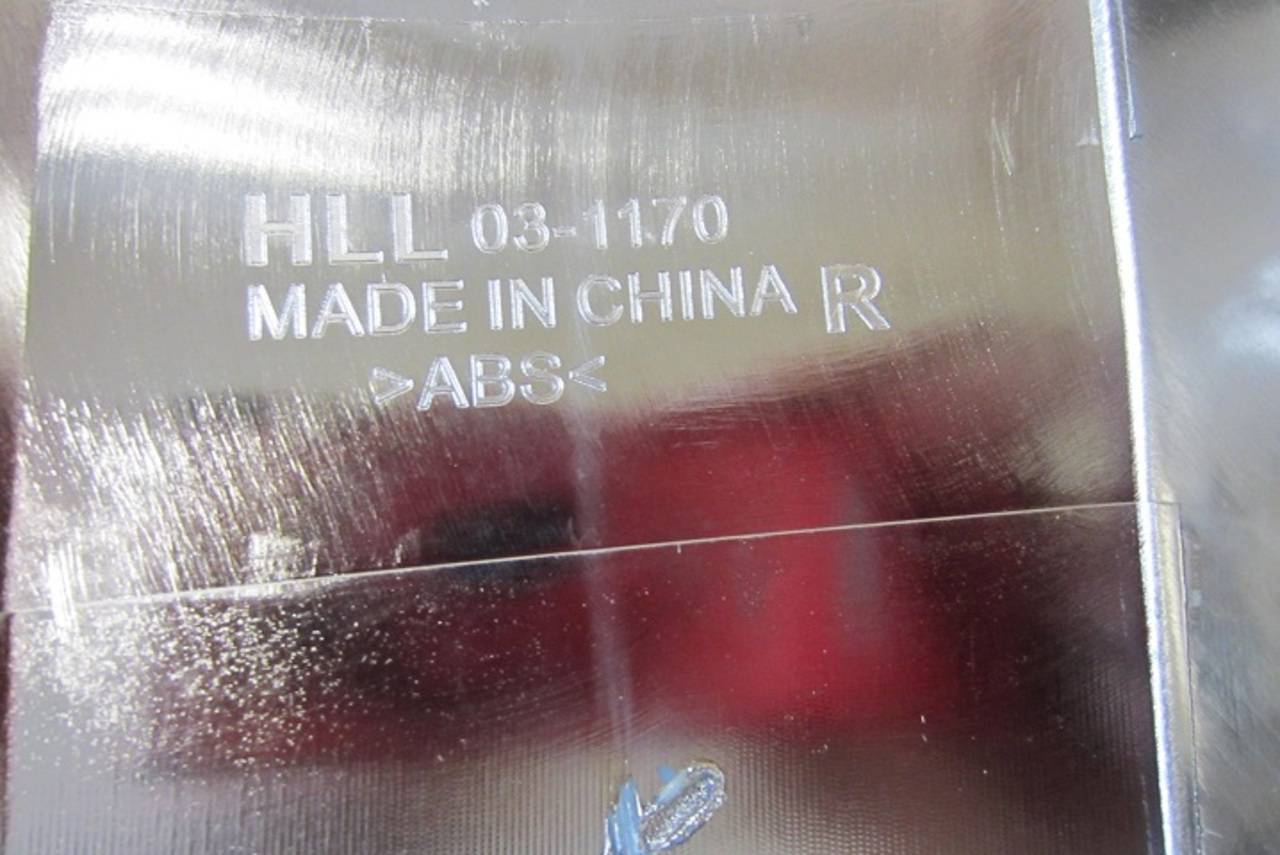 HLL 03-1170
MADE IN CHINA R
>ABS<